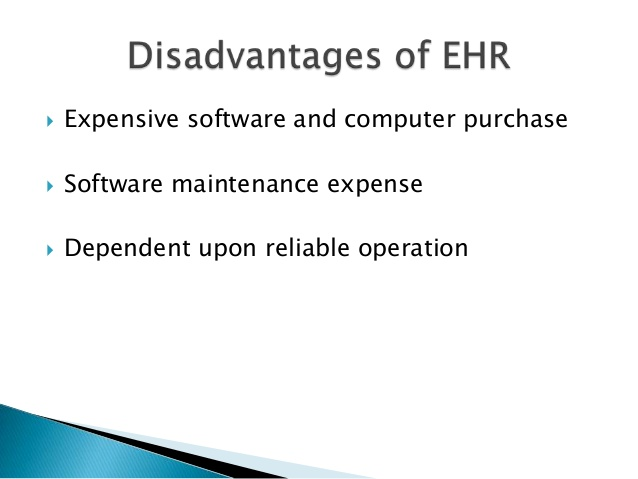 Disadvantages of EHR
Expensive software and computer purchase
Software maintenance expense
Dependent upon reliable operation